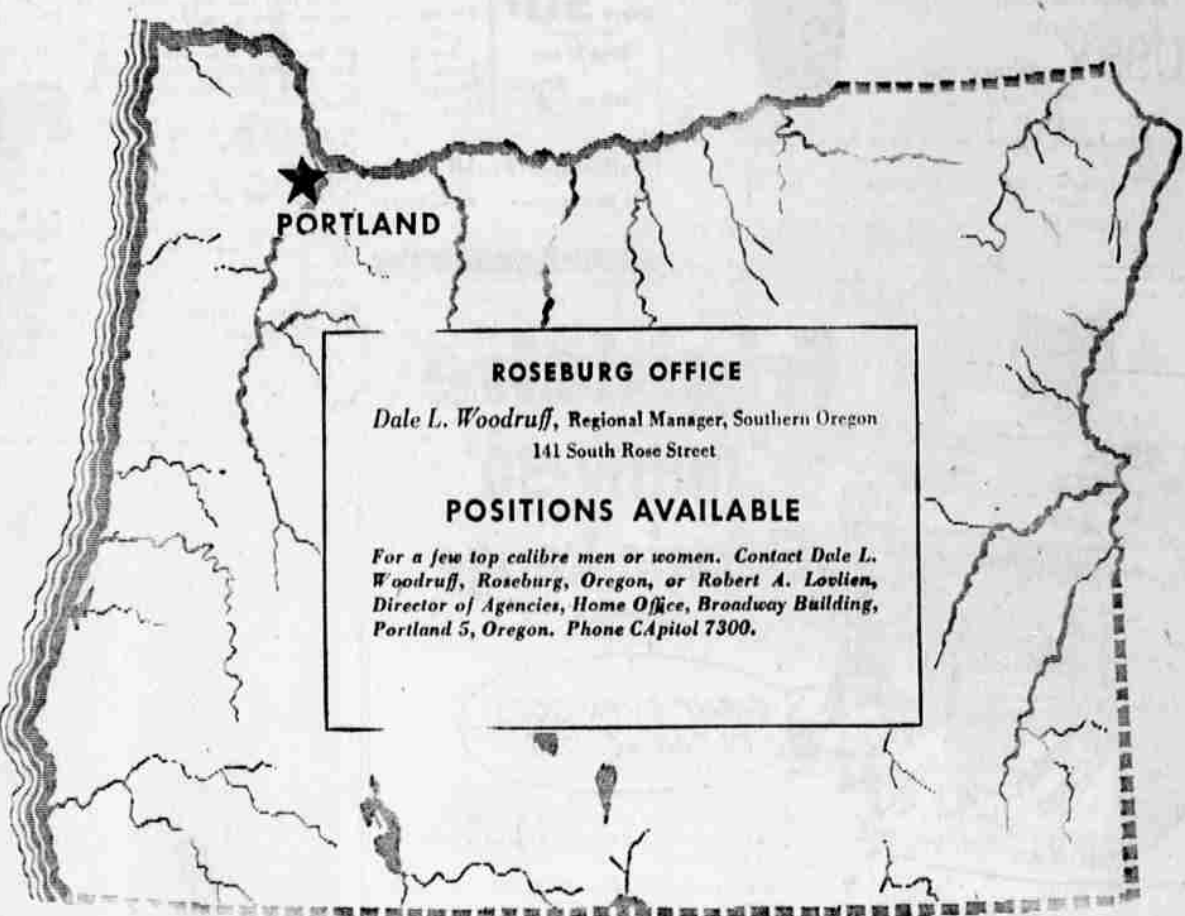 PORTLAND
ROSEBURG OFFICE
Dale L. Woodruff, Regional Manager, Southern Oregon
141 South Rose Street
POSITIONS AVAILABLE
For a few top calibre men or women. Contact Dale L.
Woodruff, Roseburg, Oregon, or Robert A. Lovlien,
Director of Agencies, Home Office, Broadway Building,
Portland 5, Oregon. Phone CApitol 7300.